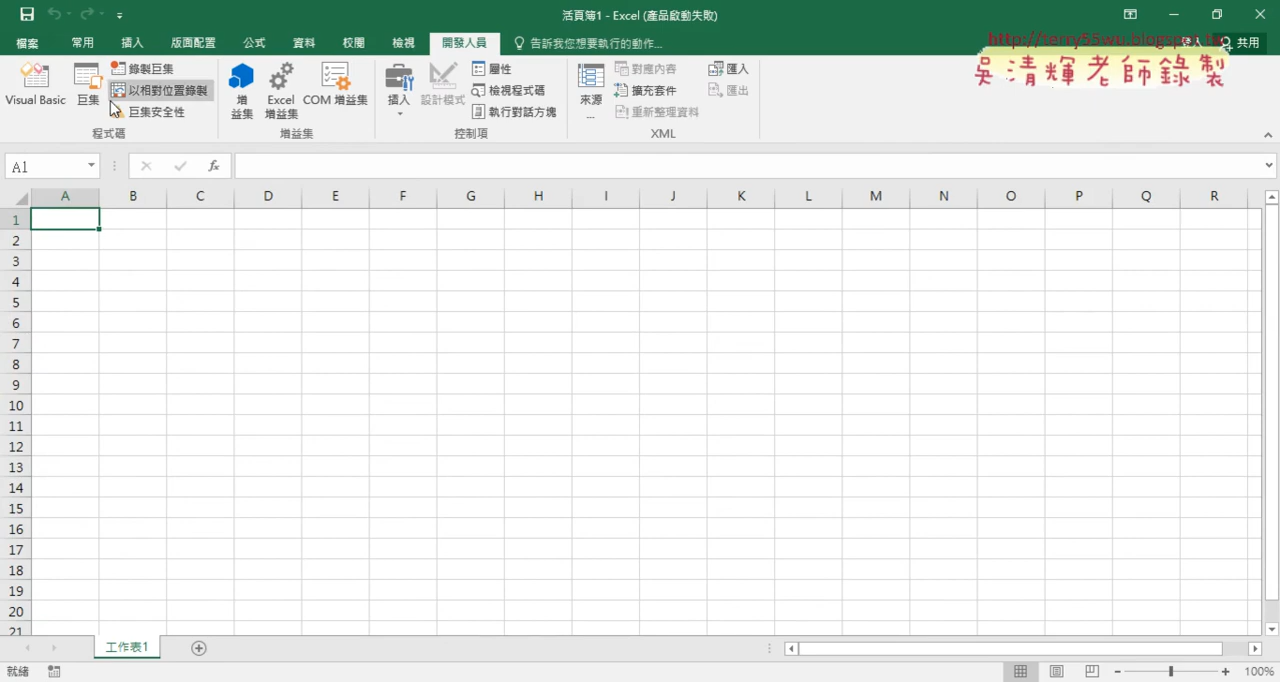 活頁簿1 - Excel (產品啟動失敗)
檔案 常用 插入 版面配置 公式 資料 校閱 檢視 開發人員 告訴我您想要執行的動作... 登入 共用
http://terry55wu.blogspot.tw
吳清輝老師錄製
Visual Basic 巨集 錄製巨集 以相對位置錄製 巨集安全性
程式碼
增益集 Excel 增益集 COM 增益集
增益集
插入 設計模式 屬性 檢視程式碼 執行對話方塊
控制項
來源... 對應內容 擴充套件 重新整理資料 匯入 匯出
XML
A1 fx
A B C D E F G H I J K L M N O P Q R
1
2
3
4
5
6
7
8
9
10
11
12
13
14
15
16
17
18
19
20
21
工作表1
就緒 100%